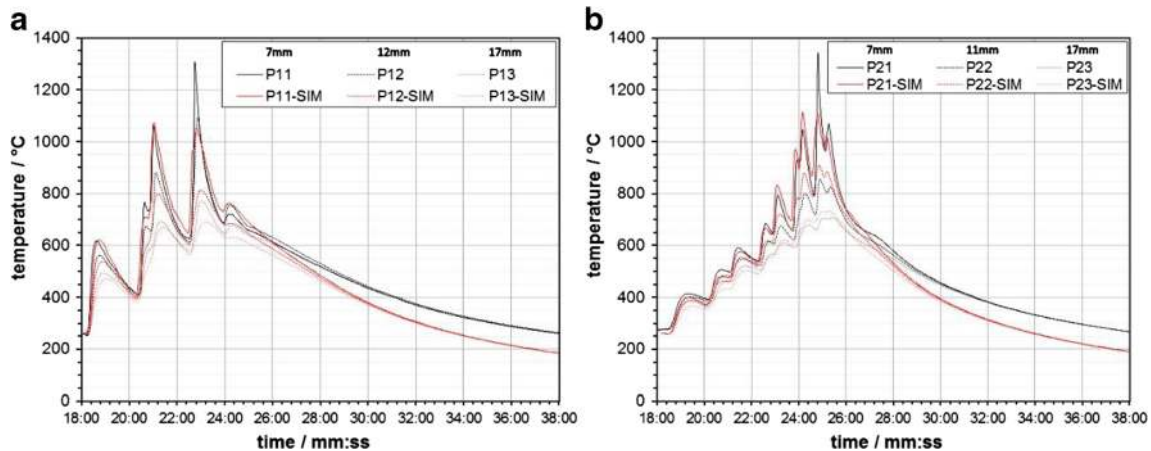 a
1400
1200
1000
800
600
400
200
0
temperature / °C
7mm 12mm 17mm
P11 P12 P13
P11-SIM P12-SIM P13-SIM
18:00 20:00 22:00 24:00 26:00 28:00 30:00 32:00 34:00 36:00 38:00
time / mm:ss
b
1400
1200
1000
800
600
400
200
0
temperature / °C
7mm 11mm 17mm
P21 P22 P23
P21-SIM P22-SIM P23-SIM
18:00 20:00 22:00 24:00 26:00 28:00 30:00 32:00 34:00 36:00 38:00
time / mm:ss